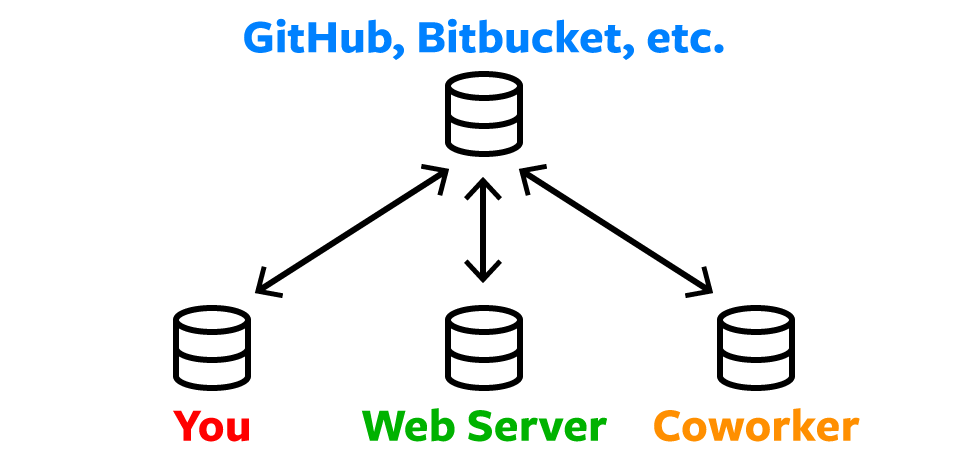 GitHub, Bitbucket, etc.
You
Web Server
Coworker